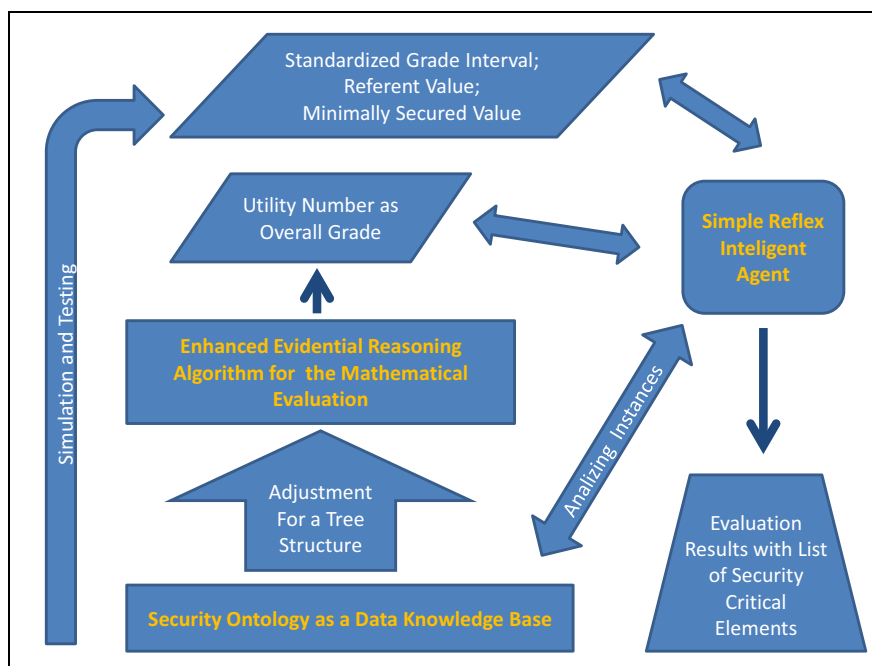 Standardized Grade Interval;
Referent Value;
Minimally Secured Value
Utility Number as
Overall Grade
Simple Reflex
Inteligent
Agent
Enhanced Evidential Reasoning
Algorithm for the Mathematical
Evaluation
Simulation and Testing
Analizing Instances
Adjustment
For a Tree
Structure
Evaluation
Results with List
of Security
Critical
Elements
Security Ontology as a Data Knowledge Base